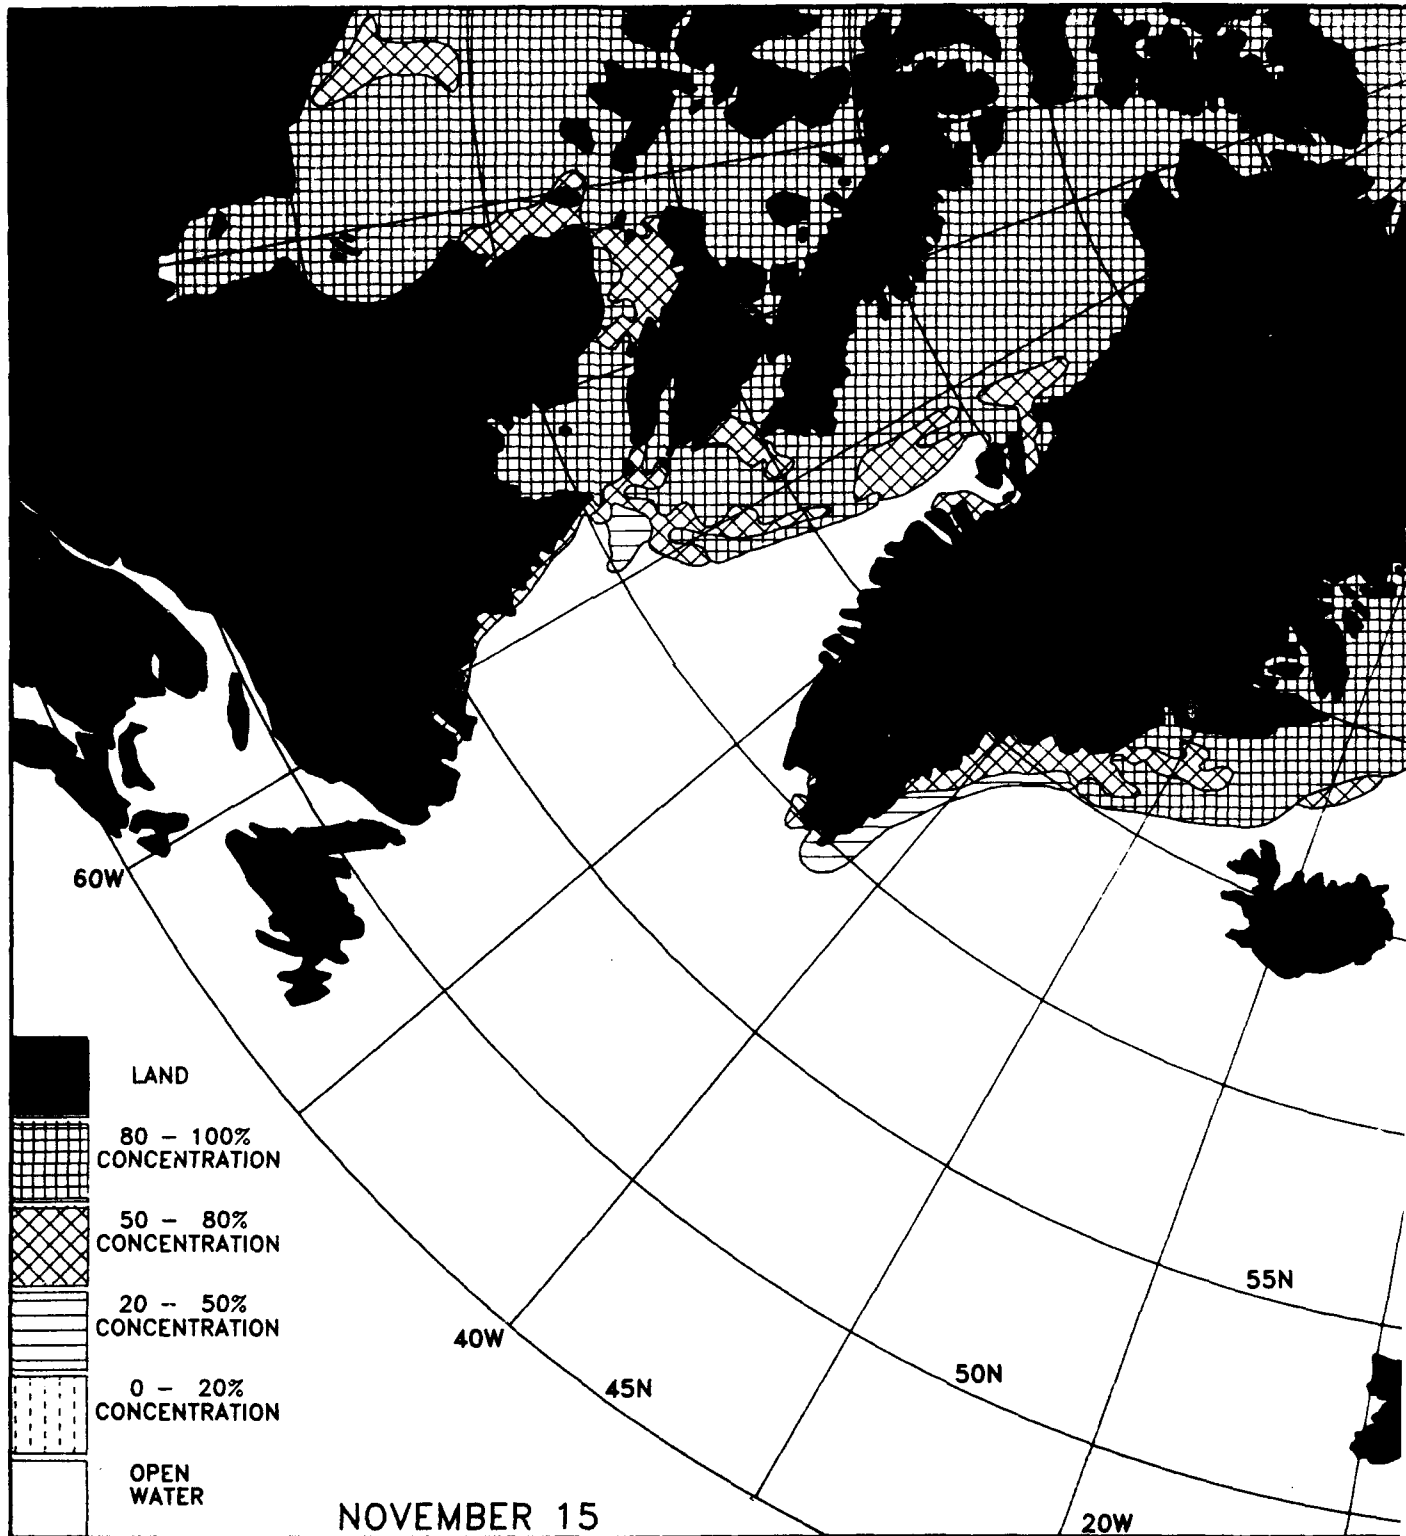 60W
LAND
80 - 100%
CONCENTRATION
50 - 80%
CONCENTRATION
20 - 50%
CONCENTRATION
0 - 20%
CONCENTRATION
OPEN
WATER
55N
50N
40W
45N
NOVEMBER 15
20W